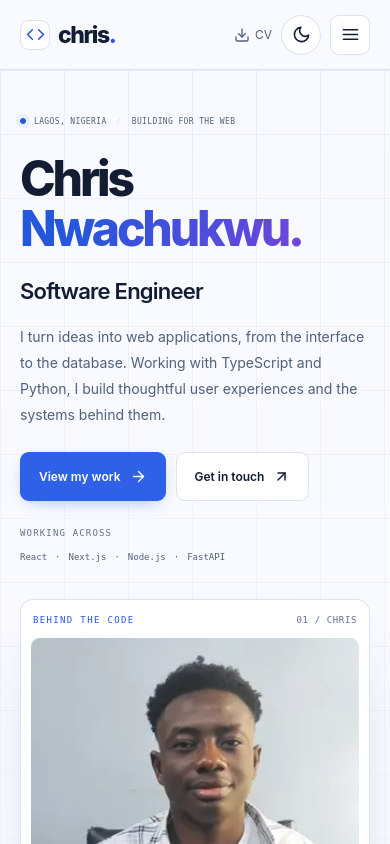 chris.
CV
LAGOS, NIGERIA / BUILDING FOR THE WEB
Chris
Nwachukwu.
Software Engineer
I turn ideas into web applications, from the interface
to the database. Working with TypeScript and
Python, I build thoughtful user experiences and the
systems behind them.
View my work
Get in touch
WORKING ACROSS
React · Next.js · Node.js · FastAPI
BEHIND THE CODE
01 / CHRIS